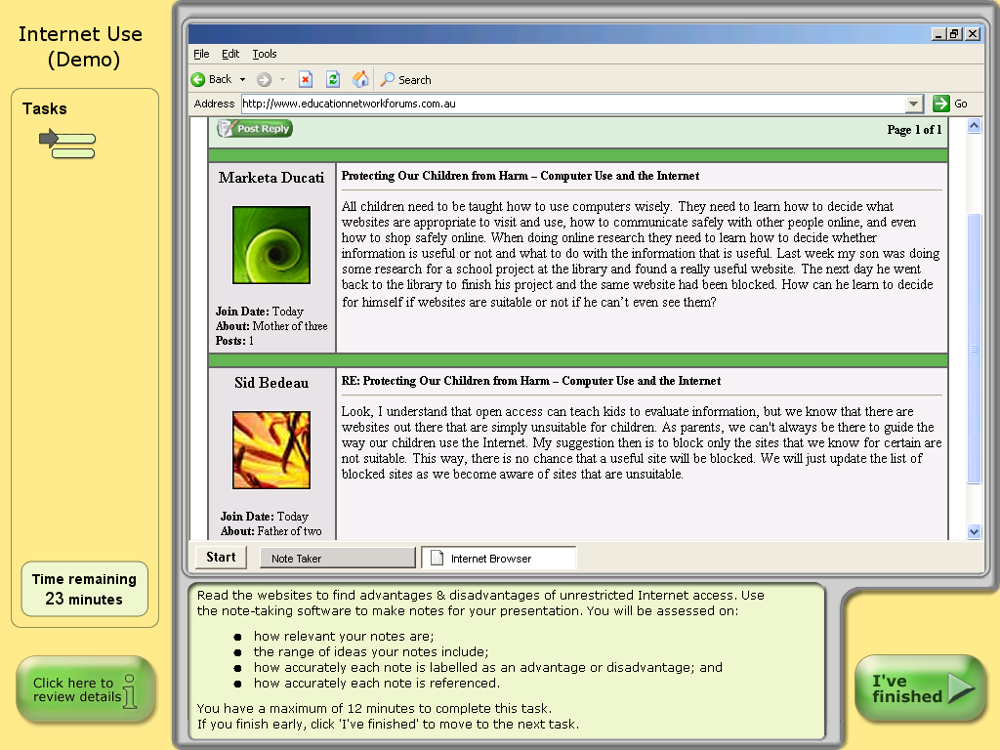 Internet Use
(Demo)
Tasks
File Edit Tools
Back Search
Address http://www.educationnetworkforums.com.au Go
Post Reply Page 1 of 1
Marketa Ducati
Protecting Our Children from Harm – Computer Use and the Internet
All children need to be taught how to use computers wisely. They need to learn how to decide what
websites are appropriate to visit and use, how to communicate safely with other people online, and even
how to shop safely online. When doing online research they need to learn how to decide whether
information is useful or not and what to do with the information that is useful. Last week my son was doing
some research for a school project at the library and found a really useful website. The next day he went
back to the library to finish his project and the same website had been blocked. How can he learn to decide
for himself if websites are suitable or not if he can’t even see them?
Join Date: Today
About: Mother of three
Posts: 1
Sid Bedeau
RE: Protecting Our Children from Harm – Computer Use and the Internet
Look, I understand that open access can teach kids to evaluate information, but we know that there are
websites out there that are simply unsuitable for children. As parents, we can't always be there to guide the
way our children use the Internet. My suggestion then is to block only the sites that we know for certain are
not suitable. This way, there is no chance that a useful site will be blocked. We will just update the list of
blocked sites as we become aware of sites that are unsuitable.
Join Date: Today
About: Father of two
Start Note Taker Internet Browser
Time remaining
23 minutes
Click here to
review details
Read the websites to find advantages & disadvantages of unrestricted Internet access. Use
the note-taking software to make notes for your presentation. You will be assessed on:
● how relevant your notes are;
● the range of ideas your notes include;
● how accurately each note is labelled as an advantage or disadvantage; and
● how accurately each note is referenced.
You have a maximum of 12 minutes to complete this task.
If you finish early, click 'I've finished' to move to the next task.
I've
finished